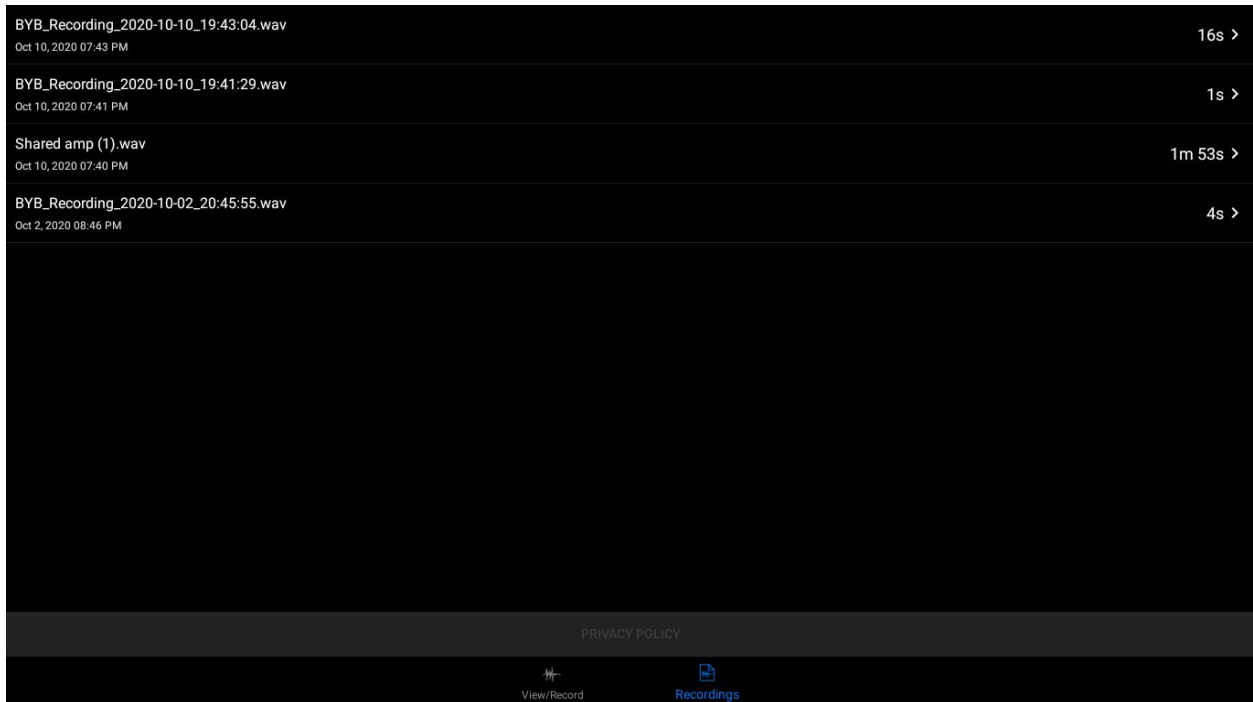 BYB_Recording_2020-10-10_19:43:04.wav
Oct 10, 2020 07:43 PM
16s
BYB_Recording_2020-10-10_19:41:29.wav
Oct 10, 2020 07:41 PM
1s
Shared amp (1).wav
Oct 10, 2020 07:40 PM
1m 53s
BYB_Recording_2020-10-02_20:45:55.wav
Oct 2, 2020 08:46 PM
4s
PRIVACY POLICY
View/Record
Recordings